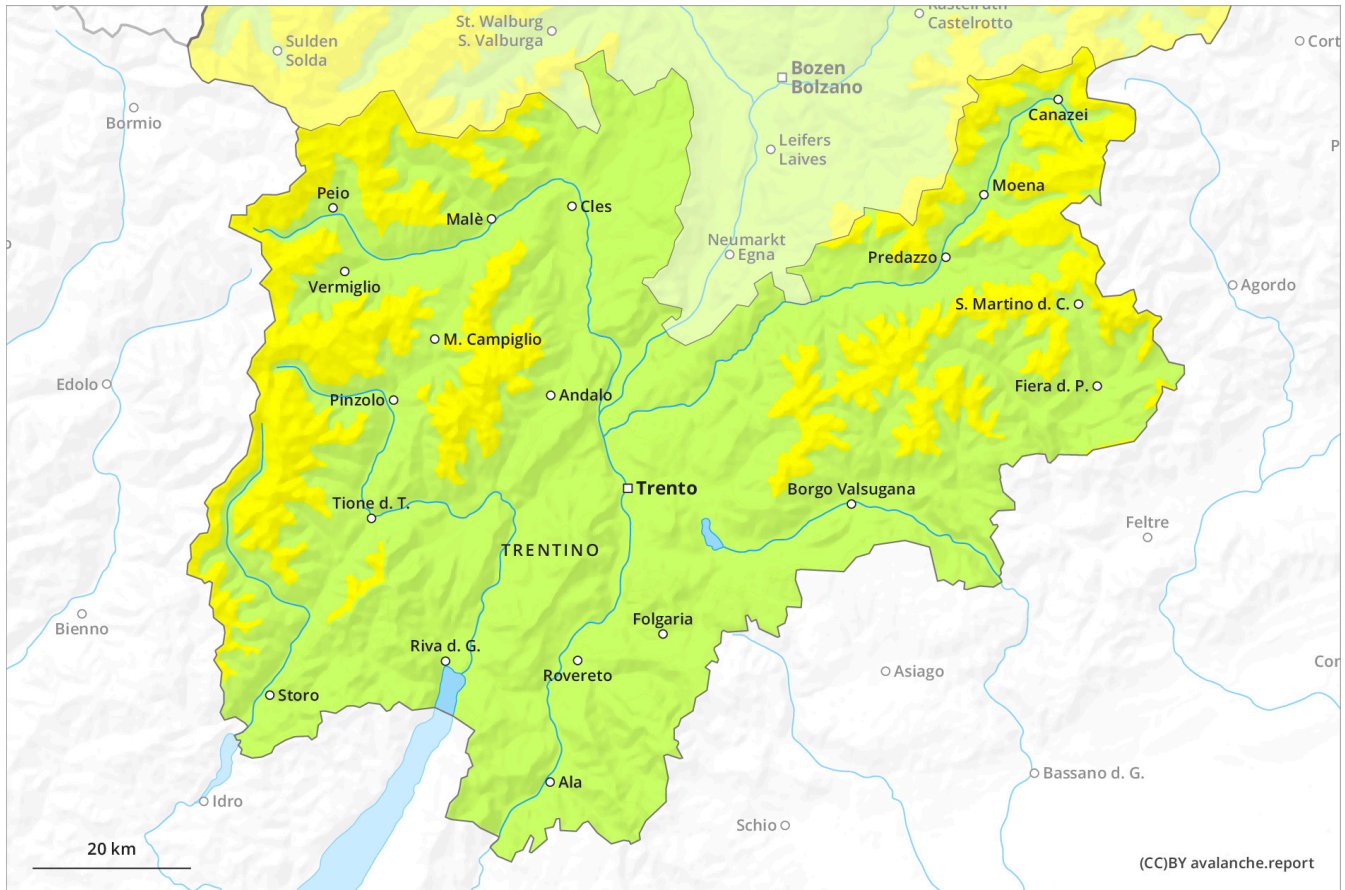 St. Walburg
S. Valburga
Kastelruth
Castelrotto
Sulden
Solda
Cort
Bozen
Bolzano
Bormio
Canazei
Leifers
Laives
P
Peio
Moena
Malè
Cles
Neumarkt
Egna
Predazzo
Vermiglio
Agordo
S. Martino d. C.
M. Campiglio
Edolo
Fiera d. P.
Pinzolo
Andalo
Trento
Borgo Valsugana
Tione d. T.
Feltre
TRENTINO
Bienno
Folgaria
Riva d. G.
Asiago
Cor
Rovereto
Storo
Ala
Bassano d. G.
Idro
Schio
20 km
(CC)BY avalanche.report